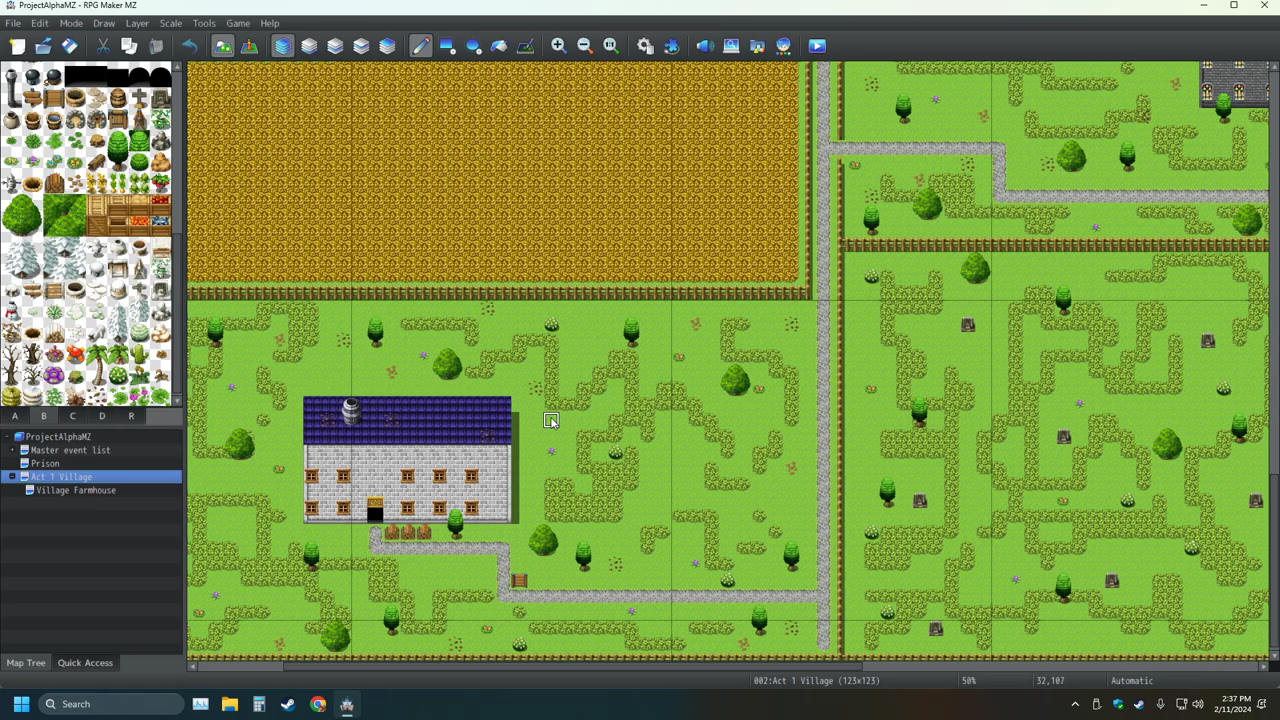 ProjectAlphaMZ - RPG Maker MZ
File Edit Mode Draw Layer Scale Tools Game Help
A B C D R
ProjectAlphaMZ
Master event list
Prison
Act 1 Village
Village Farmhouse
Map Tree Quick Access
002:Act 1 Village (123x123) 50% 32,107 Automatic
Search
2:37 PM
2/11/2024